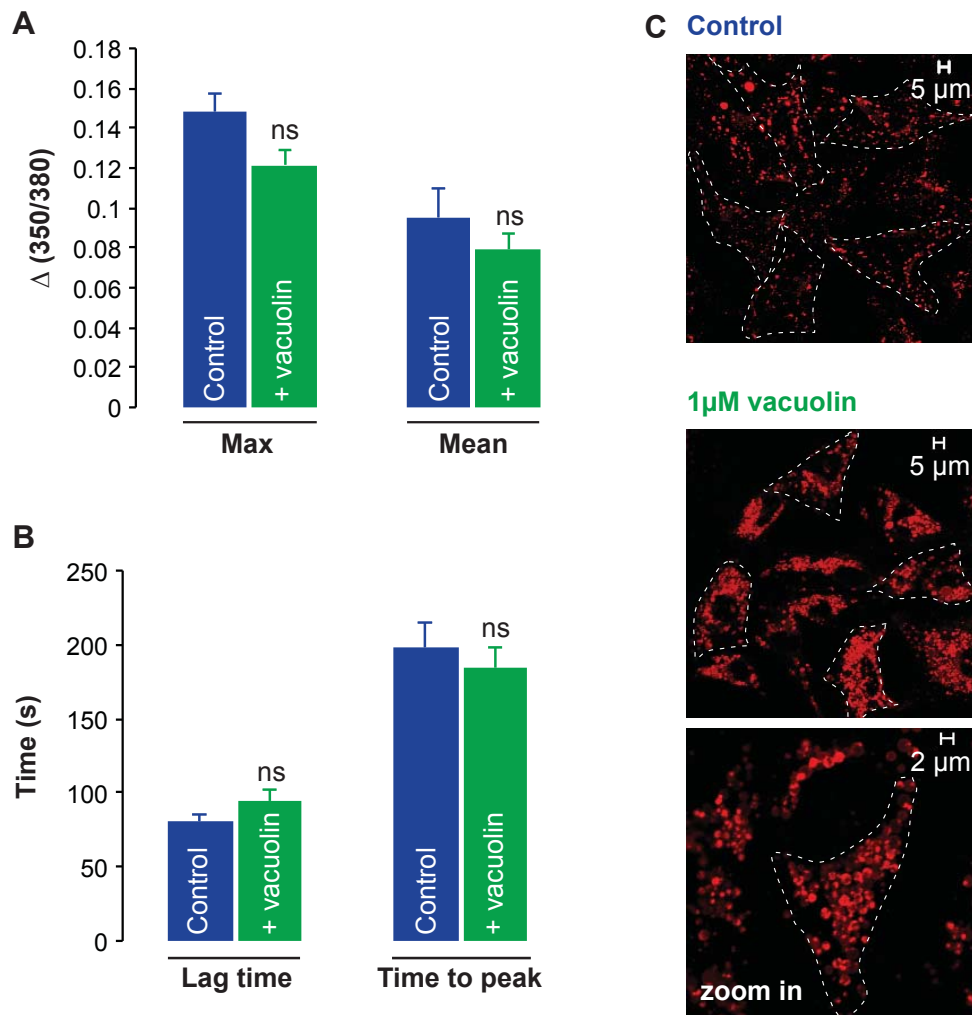 A
0.18
0.16
0.14
0.12
0.1
0.08
0.06
0.04
0.02
0
Δ (350/380)
ns
ns
Control
+ vacuolin
Control
+ vacuolin
Max
Mean
B
250
200
150
100
50
0
Time (s)
ns
ns
Control
+ vacuolin
Control
+ vacuolin
Lag time
Time to peak
C Control
5 µm
1µM vacuolin
5 µm
2 µm
zoom in